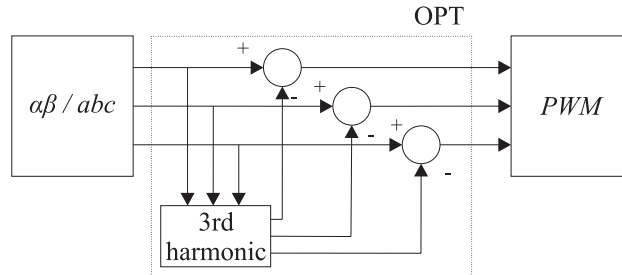 OPT
αβ / abc
+
-
+
-
+
-
PWM
3rd
harmonic